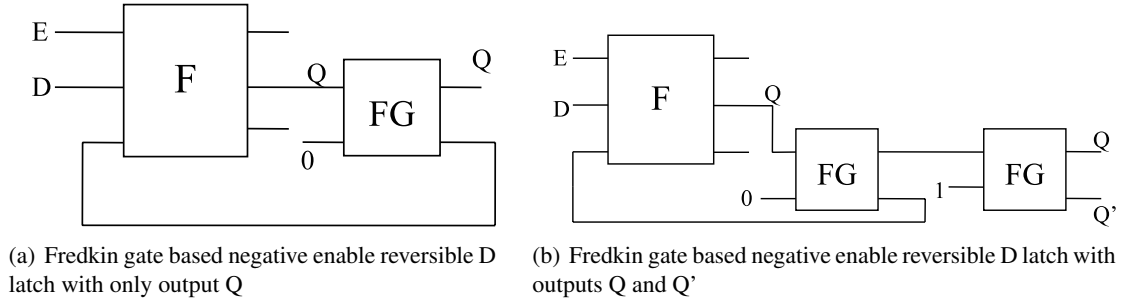 E
D
F
Q
Q
FG
0
(a) Fredkin gate based negative enable reversible D
latch with only output Q
E
D
F
Q
0
FG
1
FG
Q
Q’
(b) Fredkin gate based negative enable reversible D latch with
outputs Q and Q’